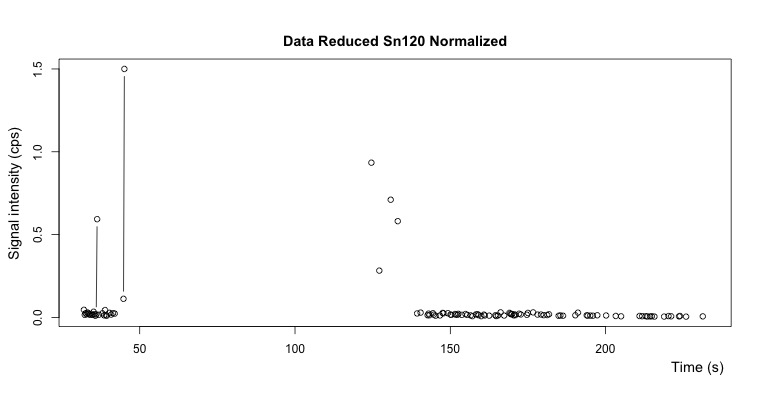 Data Reduced Sn120 Normalized
Signal intensity (cps)
1.5
1.0
0.5
0.0
50 100 150 200
Time (s)